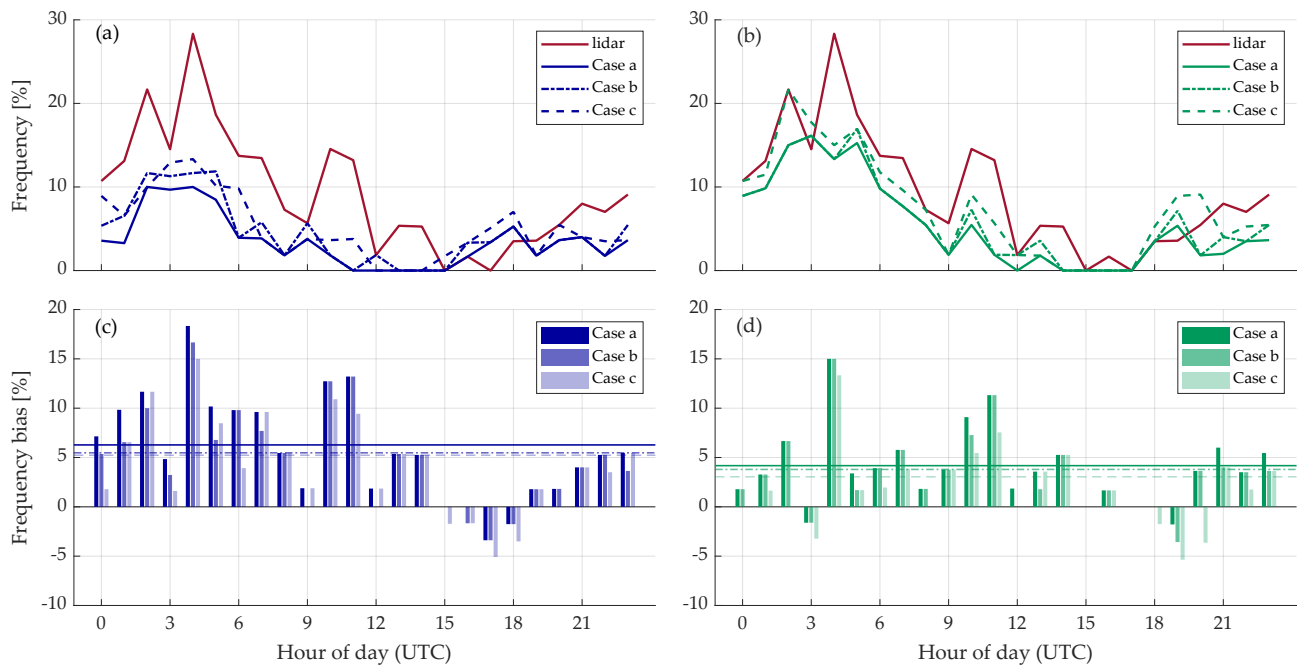 (a)
lidar
Case a
Case b
Case c
Frequency [%]
30
20
10
0
(b)
lidar
Case a
Case b
Case c
30
20
10
0
(c)
Case a
Case b
Case c
Frequency bias [%]
20
15
10
5
0
-5
-10
0 3 6 9 12 15 18 21
Hour of day (UTC)
(d)
Case a
Case b
Case c
20
15
10
5
0
-5
-10
0 3 6 9 12 15 18 21
Hour of day (UTC)